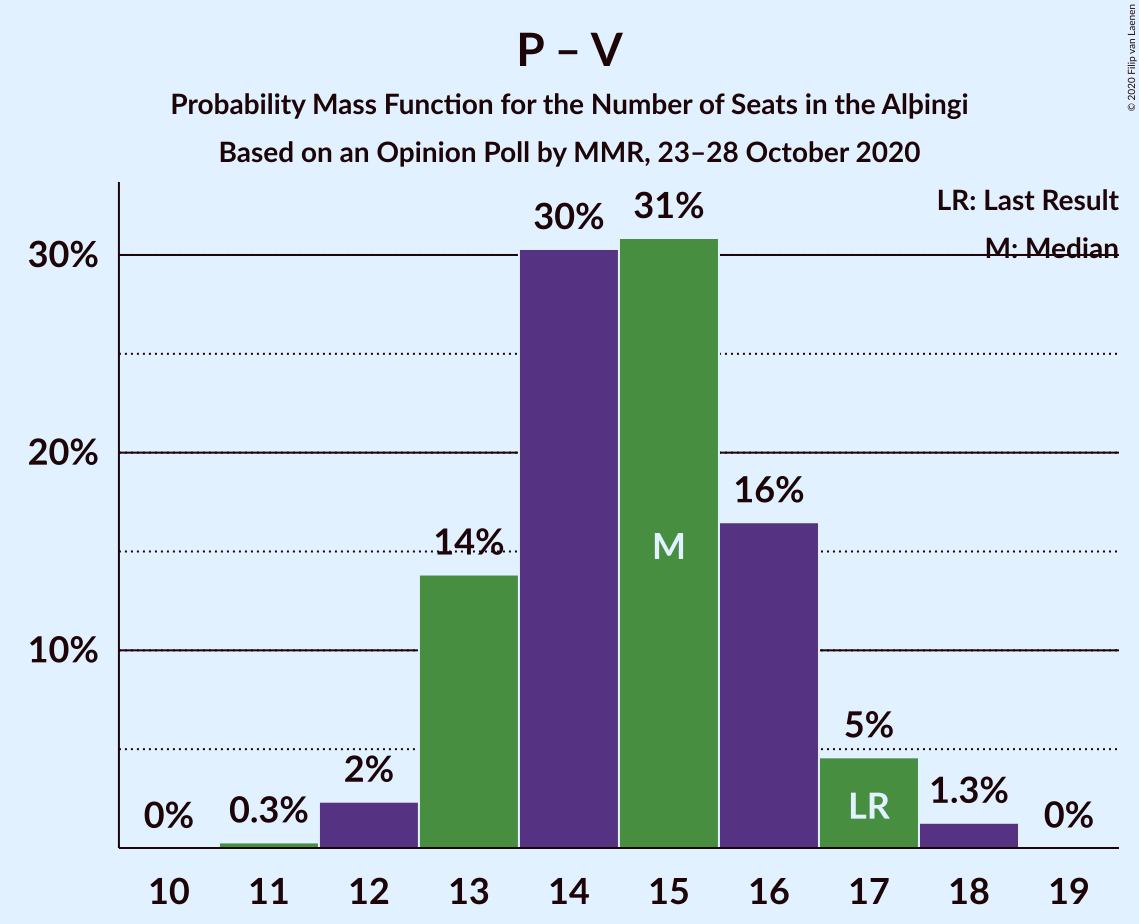 P – V
Probability Mass Function for the Number of Seats in the Alþingi
Based on an Opinion Poll by MMR, 23–28 October 2020
© 2020 Filip van Laenen
LR: Last Result
M: Median
30%
20%
10%
0%
0.3%
2%
14%
30%
31%
16%
5%
1.3%
0%
M
LR
10 11 12 13 14 15 16 17 18 19